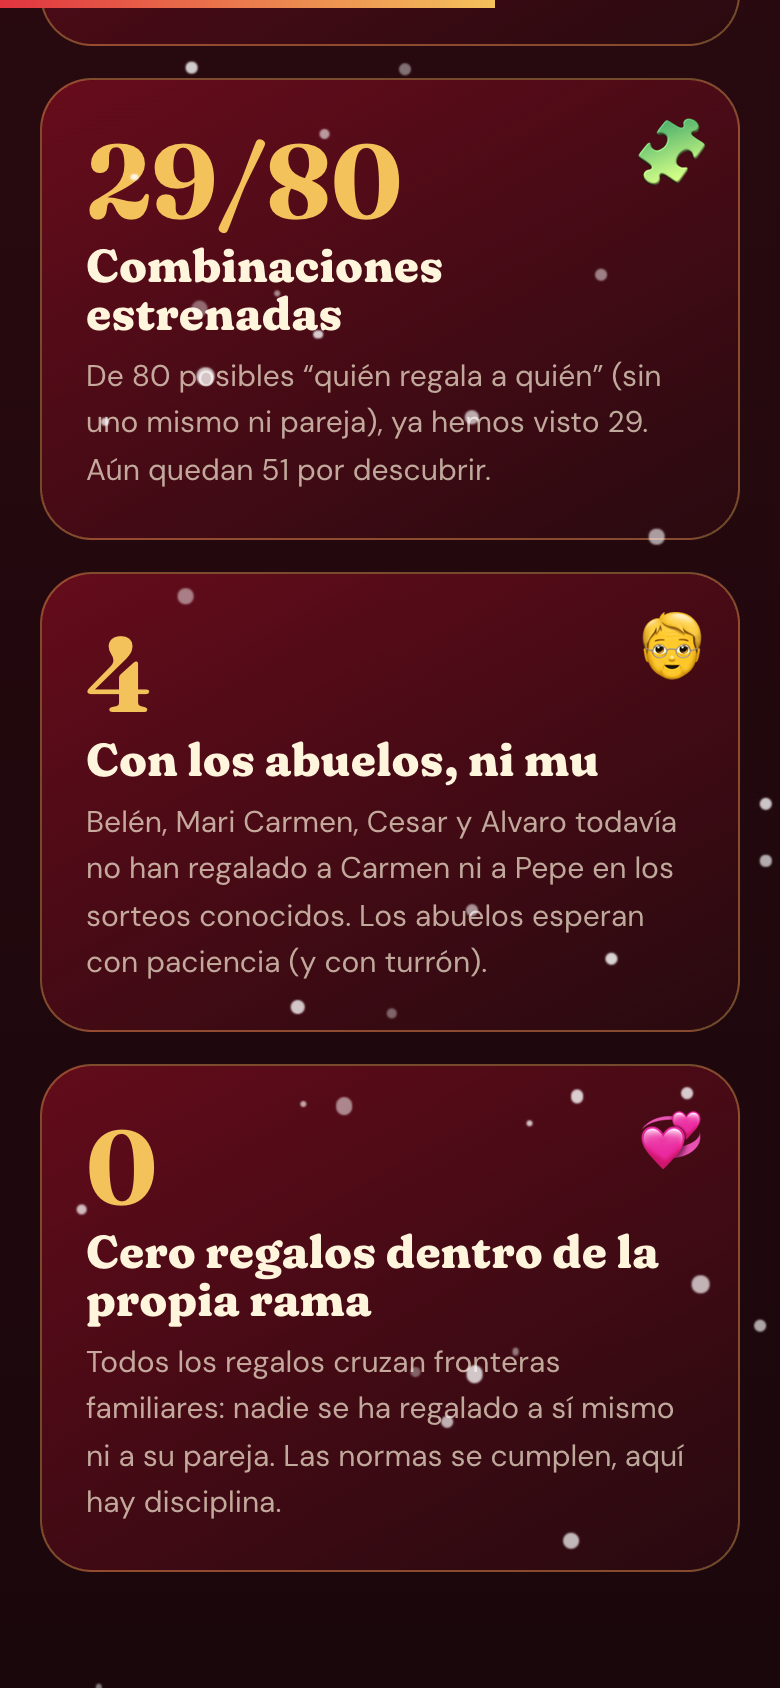 29/80
Combinaciones
estrenadas
De 80 posibles “quién regala a quién” (sin
uno mismo ni pareja), ya hemos visto 29.
Aún quedan 51 por descubrir.
4
Con los abuelos, ni mu
Belén, Mari Carmen, Cesar y Alvaro todavía
no han regalado a Carmen ni a Pepe en los
sorteos conocidos. Los abuelos esperan
con paciencia (y con turrón).
0
Cero regalos dentro de la
propia rama
Todos los regalos cruzan fronteras
familiares: nadie se ha regalado a sí mismo
ni a su pareja. Las normas se cumplen, aquí
hay disciplina.